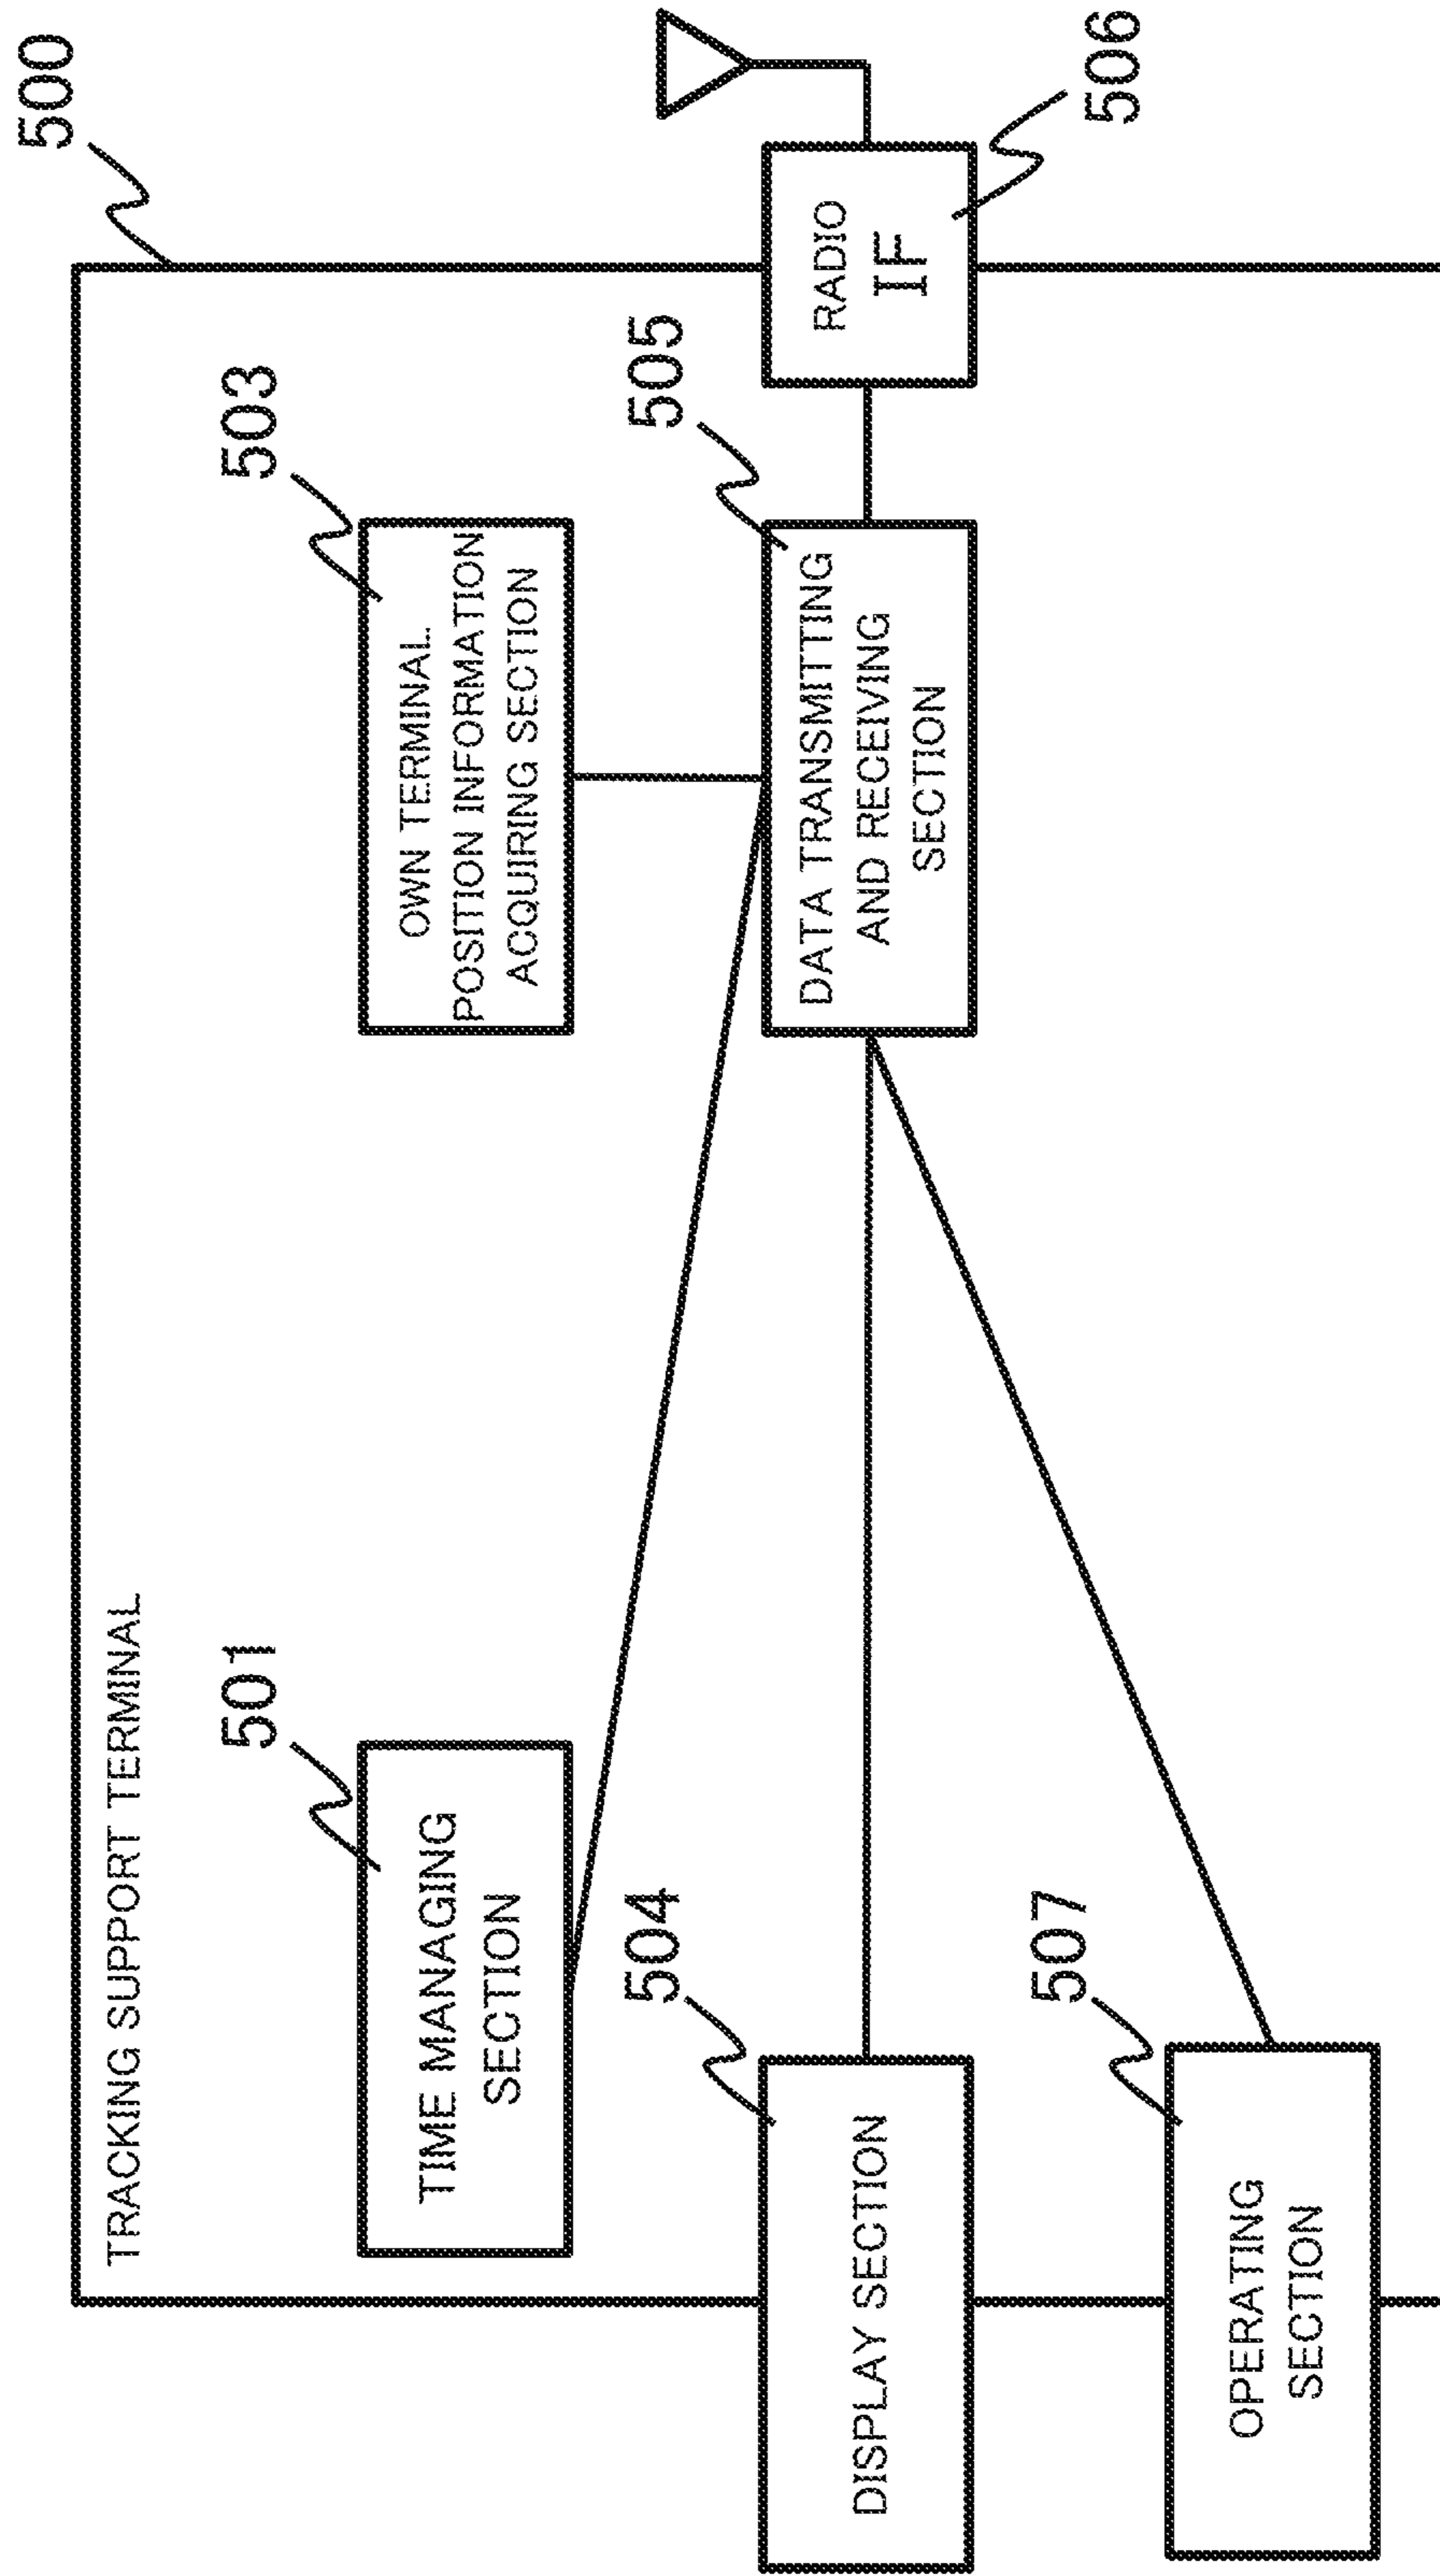 500
TRACKING SUPPORT TERMINAL
501
503
TIME MANAGING
SECTION
OWN TERMINAL
POSITION INFORMATION
ACQUIRING SECTION
504
505
DISPLAY SECTION
DATA TRANSMITTING
AND RECEIVING
SECTION
RADIO
IF
506
507
OPERATING
SECTION